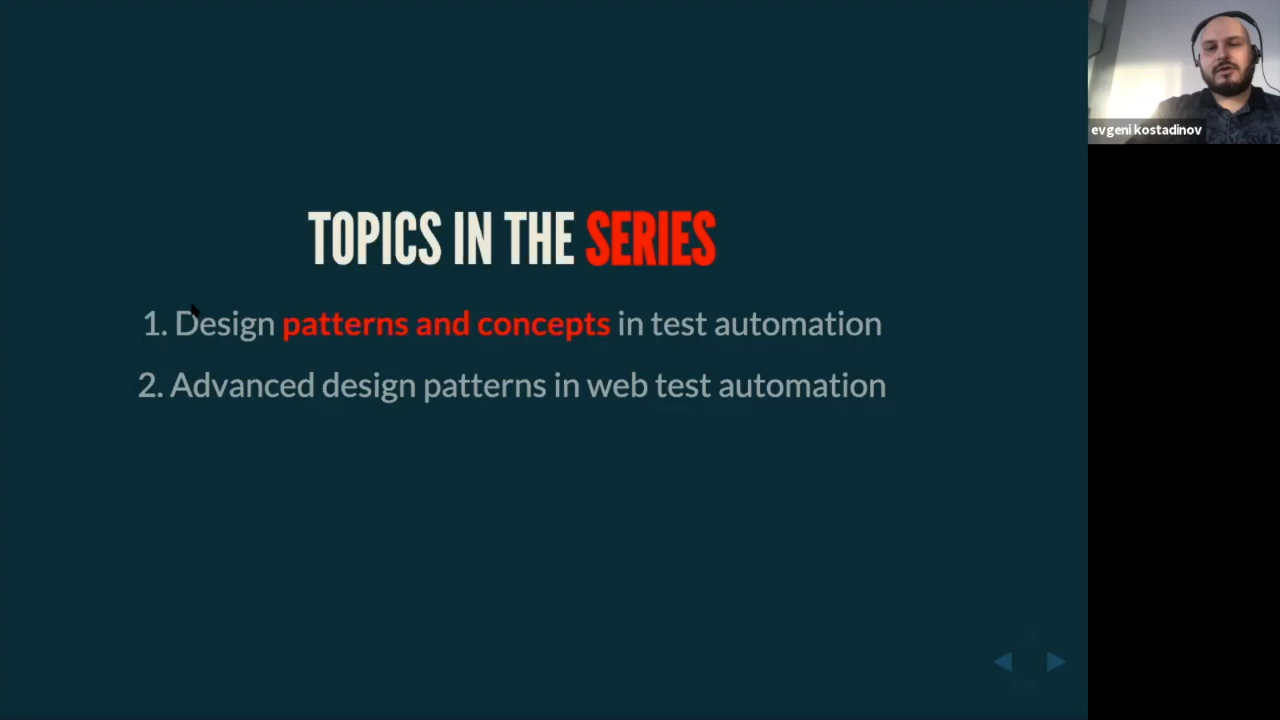 evgeni kostadinov
TOPICS IN THE SERIES
1. Design patterns and concepts in test automation
2. Advanced design patterns in web test automation